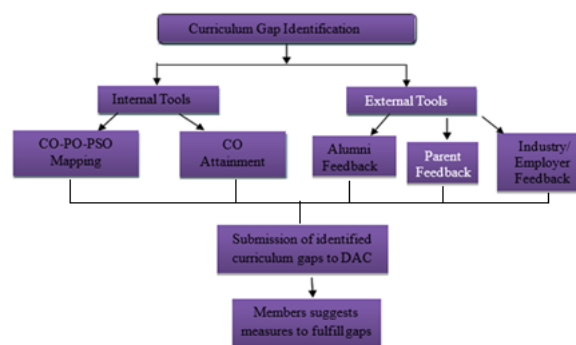 Curriculum Gap Identification
Internal Tools
External Tools
CO-PO-PSO
Mapping
CO
Attainment
Alumni
Feedback
Parent
Feedback
Industry/
Employer
Feedback
Submission of identified
curriculum gaps to DAC
Members suggests
measures to fulfill gaps